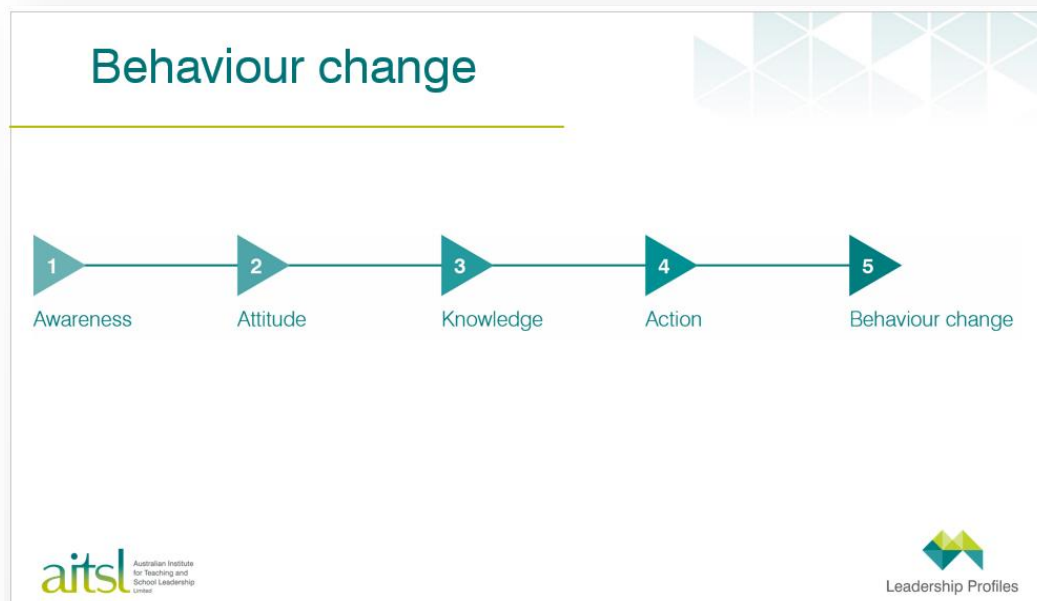 Behaviour change
1
2
3
4
5
Awareness
Attitude
Knowledge
Action
Behaviour change
aitsl
Australian Institute
for Teaching and
School Leadership
Limited
Leadership Profiles